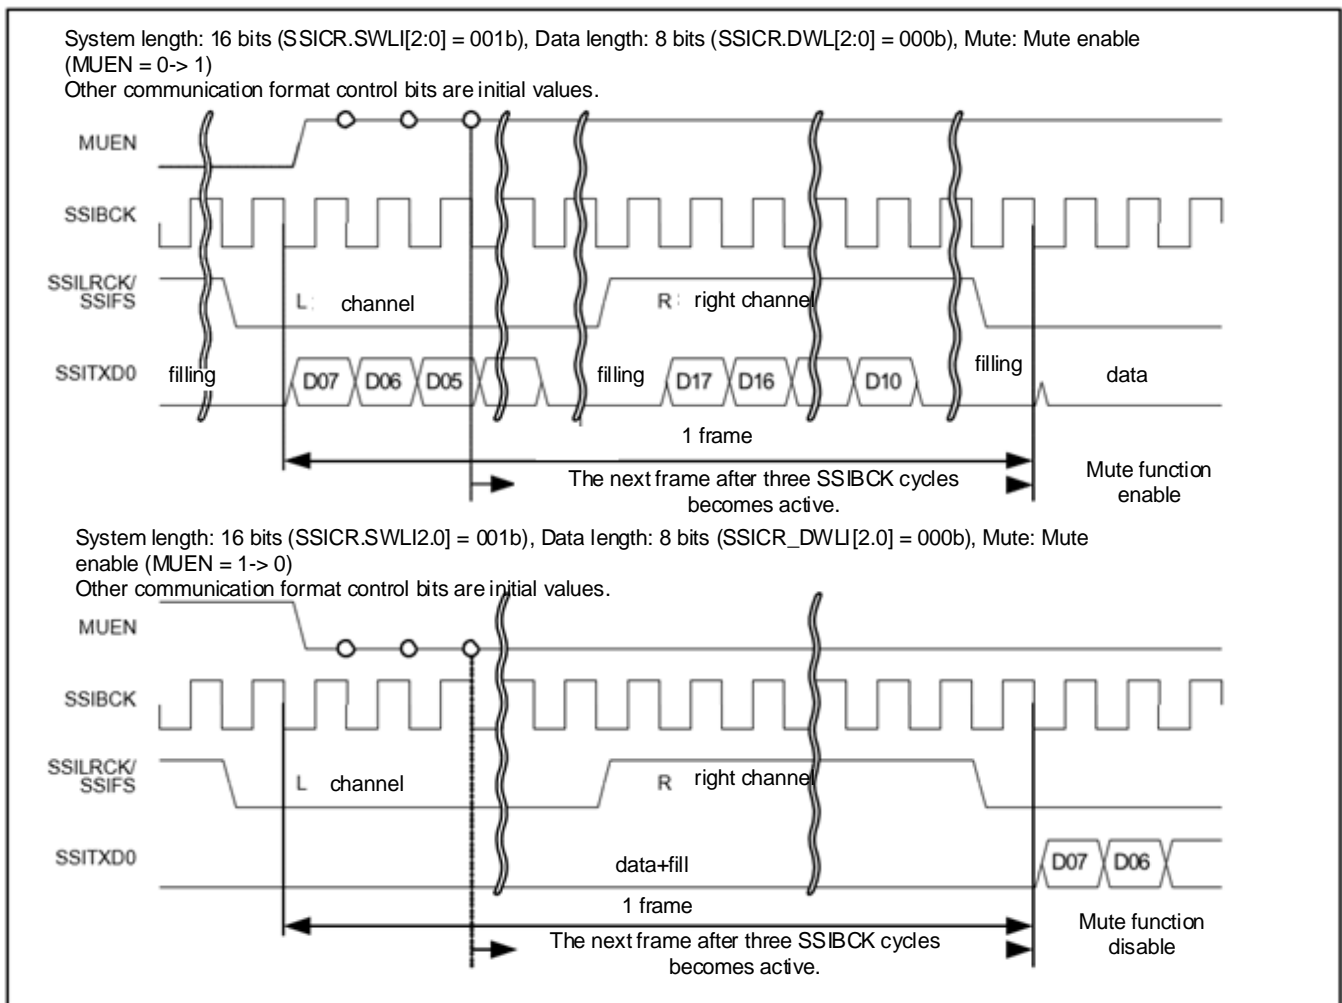 System length: 16 bits (SSICR.SWLI[2:0] = 001b), Data length: 8 bits (SSICR.DWL[2:0] = 000b), Mute: Mute enable
(MUEN = 0-> 1)
Other communication format control bits are initial values.
MUEN
SSIBCK
SSILRCK/
SSIFS
L channel
R right channel
SSITXD0
filling
D07 D06 D05
filling
D17 D16
D10
filling
data
1 frame
The next frame after three SSIBCK cycles
becomes active.
Mute function
enable
System length: 16 bits (SSICR.SWLI2.0] = 001b), Data length: 8 bits (SSICR_DWLI[2.0] = 000b), Mute: Mute
enable (MUEN = 1-> 0)
Other communication format control bits are initial values.
MUEN
SSIBCK
SSILRCK/
SSIFS
L channel
R right channel
SSITXD0
data+fill
D07 D06
1 frame
The next frame after three SSIBCK cycles
becomes active.
Mute function
disable